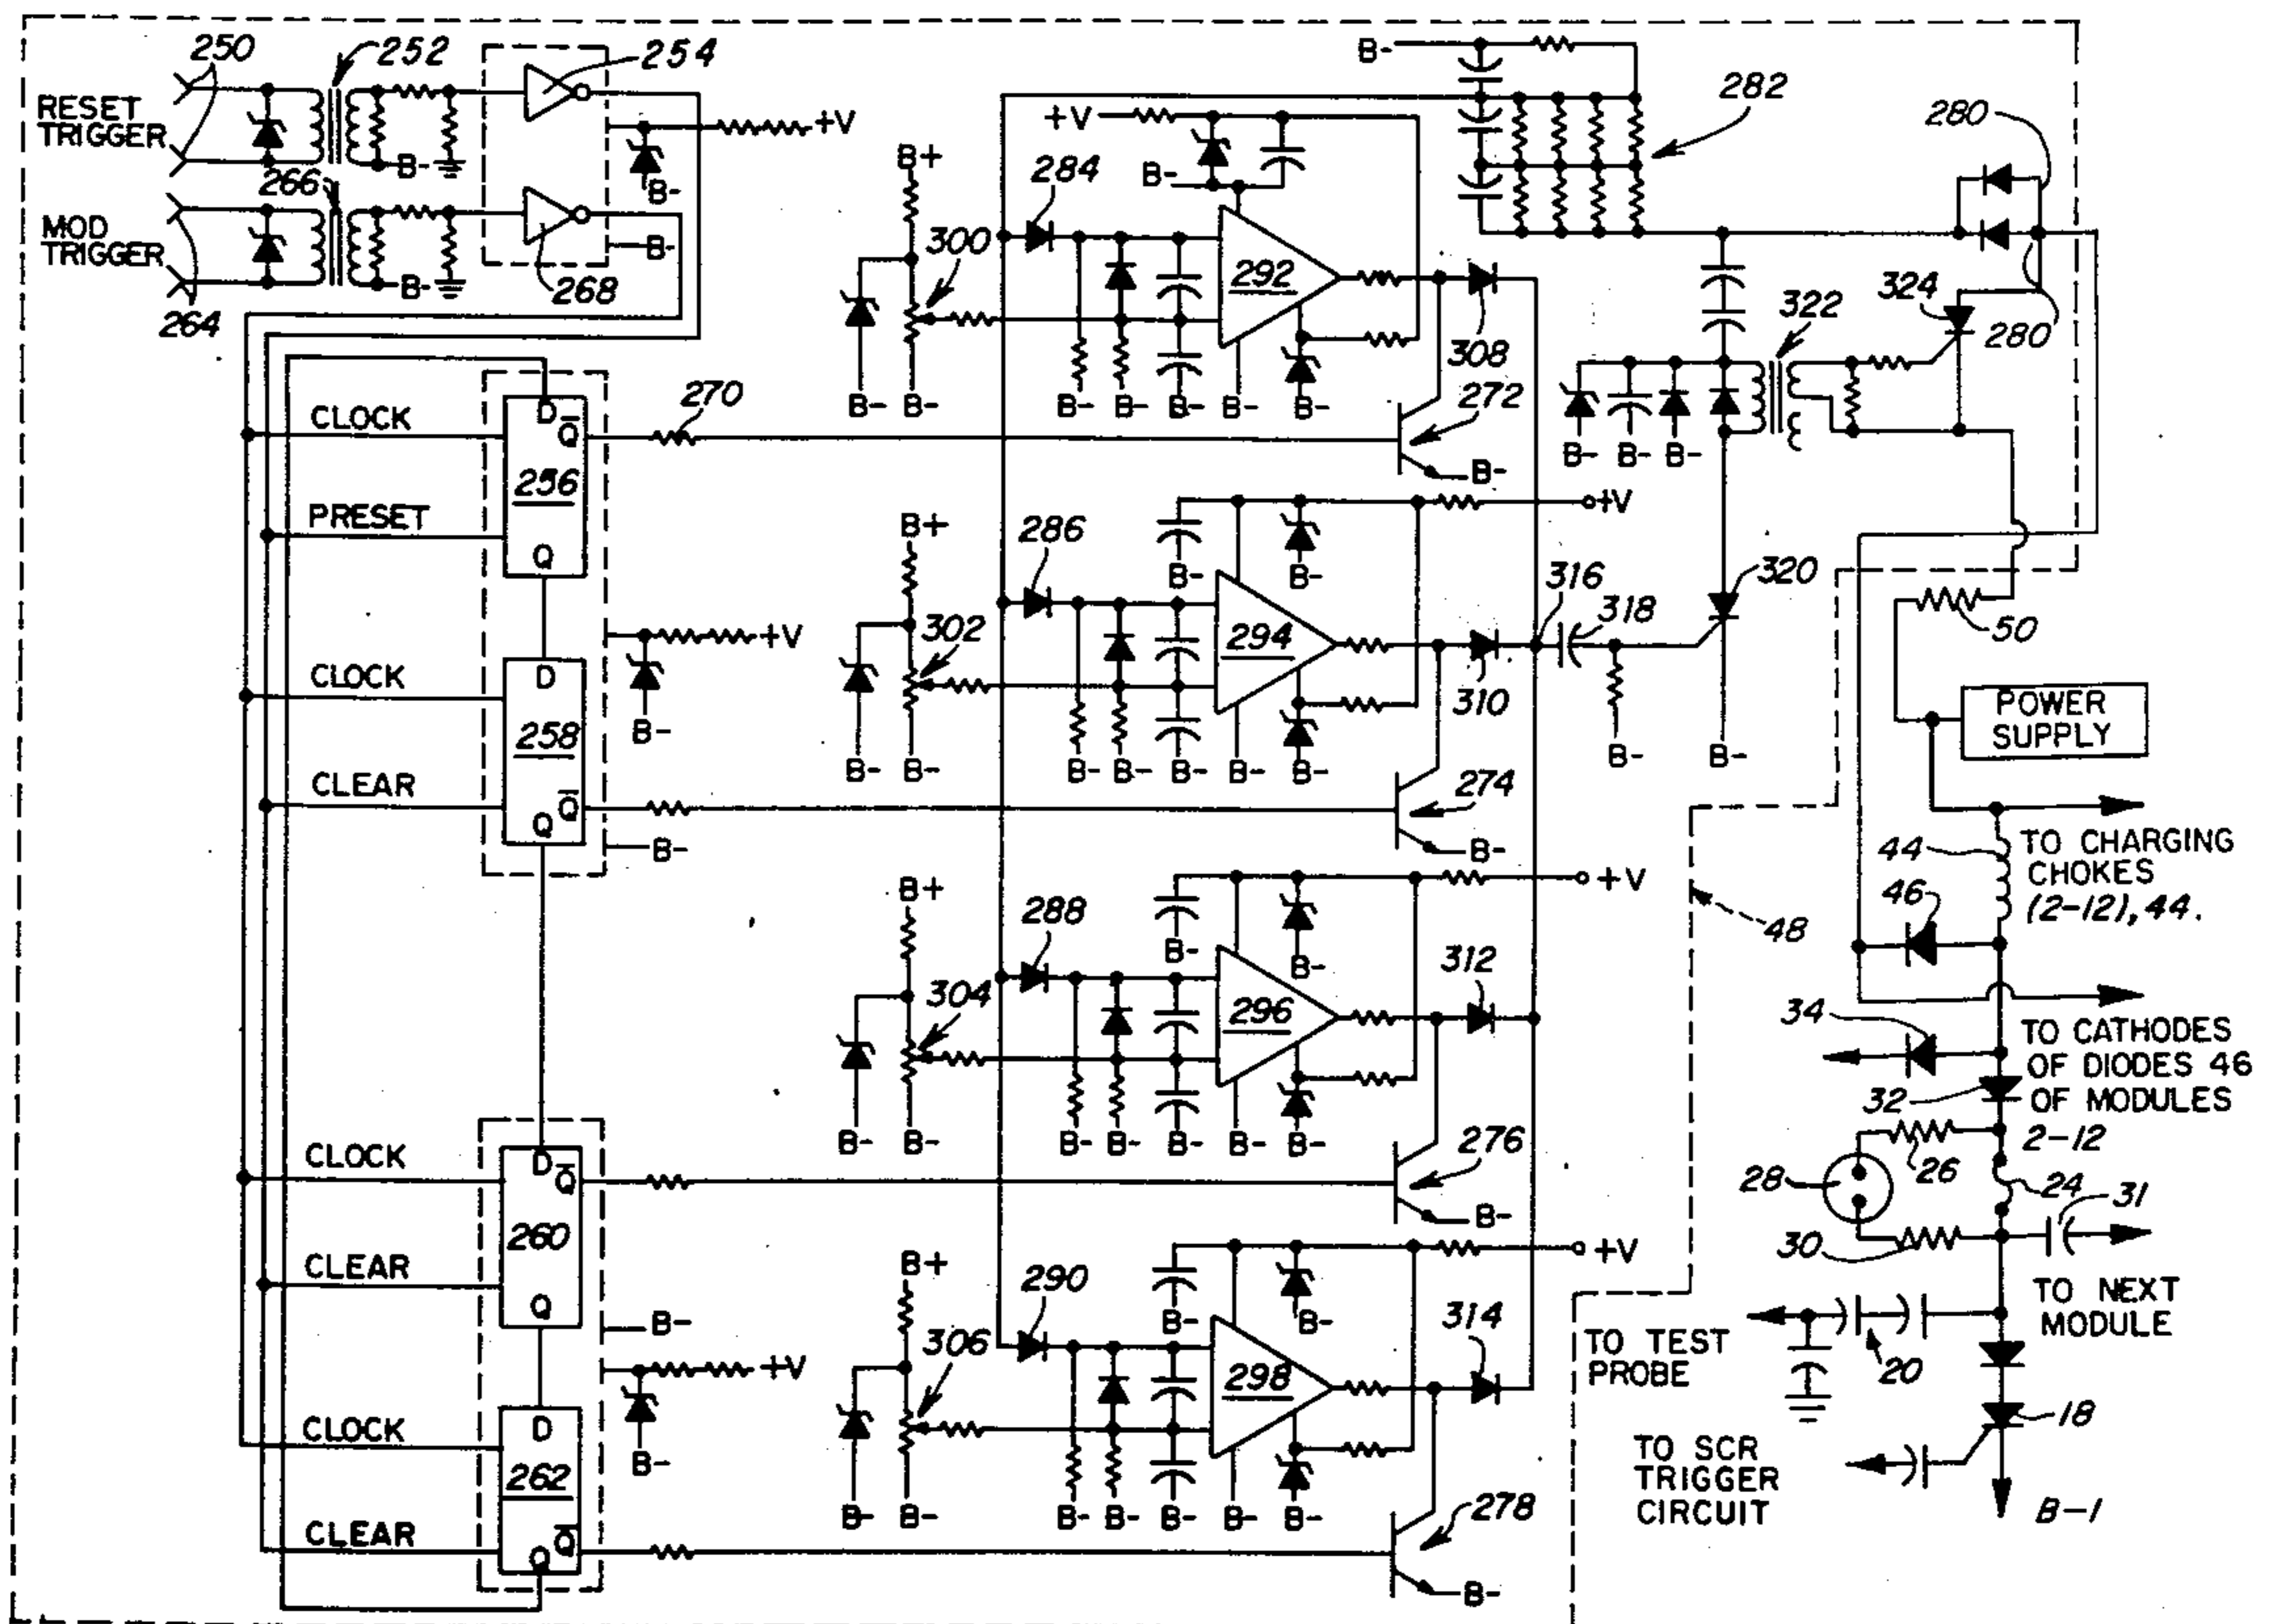 250
252
254
RESET
TRIGGER
+V
B-
B-
266
MOD
TRIGGER
B-
B-
264
268
CLOCK
PRESET
CLOCK
CLEAR
CLOCK
CLEAR
CLOCK
CLEAR
D
Q̄
256
Q
D
258
Q
Q̄
+V
B-
B-
D
Q̄
260
Q
B-
+V
B-
D
262
Q
Q̄
270
B-
+V
B-
282
280
280
B+
284
300
292
308
B-
B-
B-
B-
B-
B-
B-
272
B-
322
324
B-
B-
B-
B+
286
302
294
B-
B-
+V
310
316
318
320
B-
B-
B-
B-
B-
B-
B-
B-
B-
274
B-
B+
288
304
296
B-
B-
+V
312
B-
B-
B-
B-
B-
B-
B-
276
B-
B+
290
306
298
B-
B-
+V
314
B-
B-
B-
B-
B-
B-
B-
278
B-
48
50
POWER
SUPPLY
44
TO CHARGING
CHOKES
(2-12), 44.
46
34
TO CATHODES
OF DIODES 46
OF MODULES
2-12
32
26
28
24
31
30
TO NEXT
MODULE
TO TEST
PROBE
20
18
TO SCR
TRIGGER
CIRCUIT
B-1